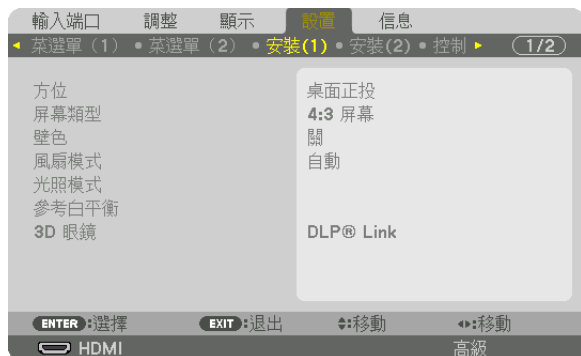 輸入端口 調整 顯示 設置 信息
◂ 菜選單（1） • 菜選單（2） • 安裝(1) • 安裝(2) • 控制 ▸ 1/2
方位 桌面正投
屏幕類型 4:3 屏幕
壁色 關
風扇模式 自動
光照模式
參考白平衡
3D 眼鏡 DLP® Link
ENTER:選擇 EXIT:退出 ♦:移動 ◂▸:移動
HDMI 高級